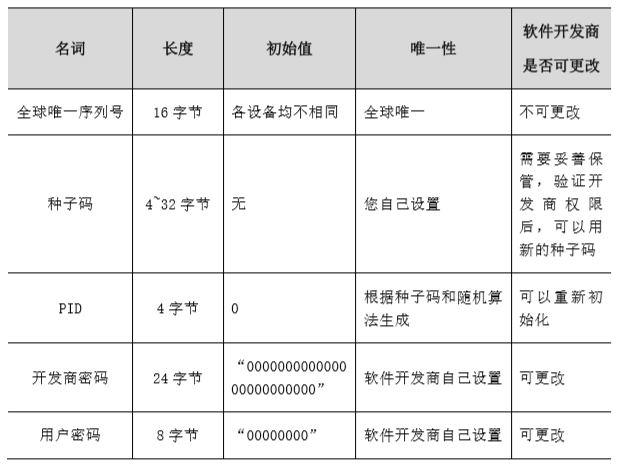 名词 长度 初始值 唯一性 软件开发商
是否可更改
全球唯一序列号 16 字节 各设备均不相同 全球唯一 不可更改
种子码 4~32 字节 无 您自己设置 需要妥善保
管，验证开
发商权限
后，可以用
新的种子码
PID 4 字节 0 根据种子码和随机算
法生成 可以重新初
始化
开发商密码 24 字节 “0000000000000
00000000000” 软件开发商自己设置 可更改
用户密码 8 字节 “00000000” 软件开发商自己设置 可更改